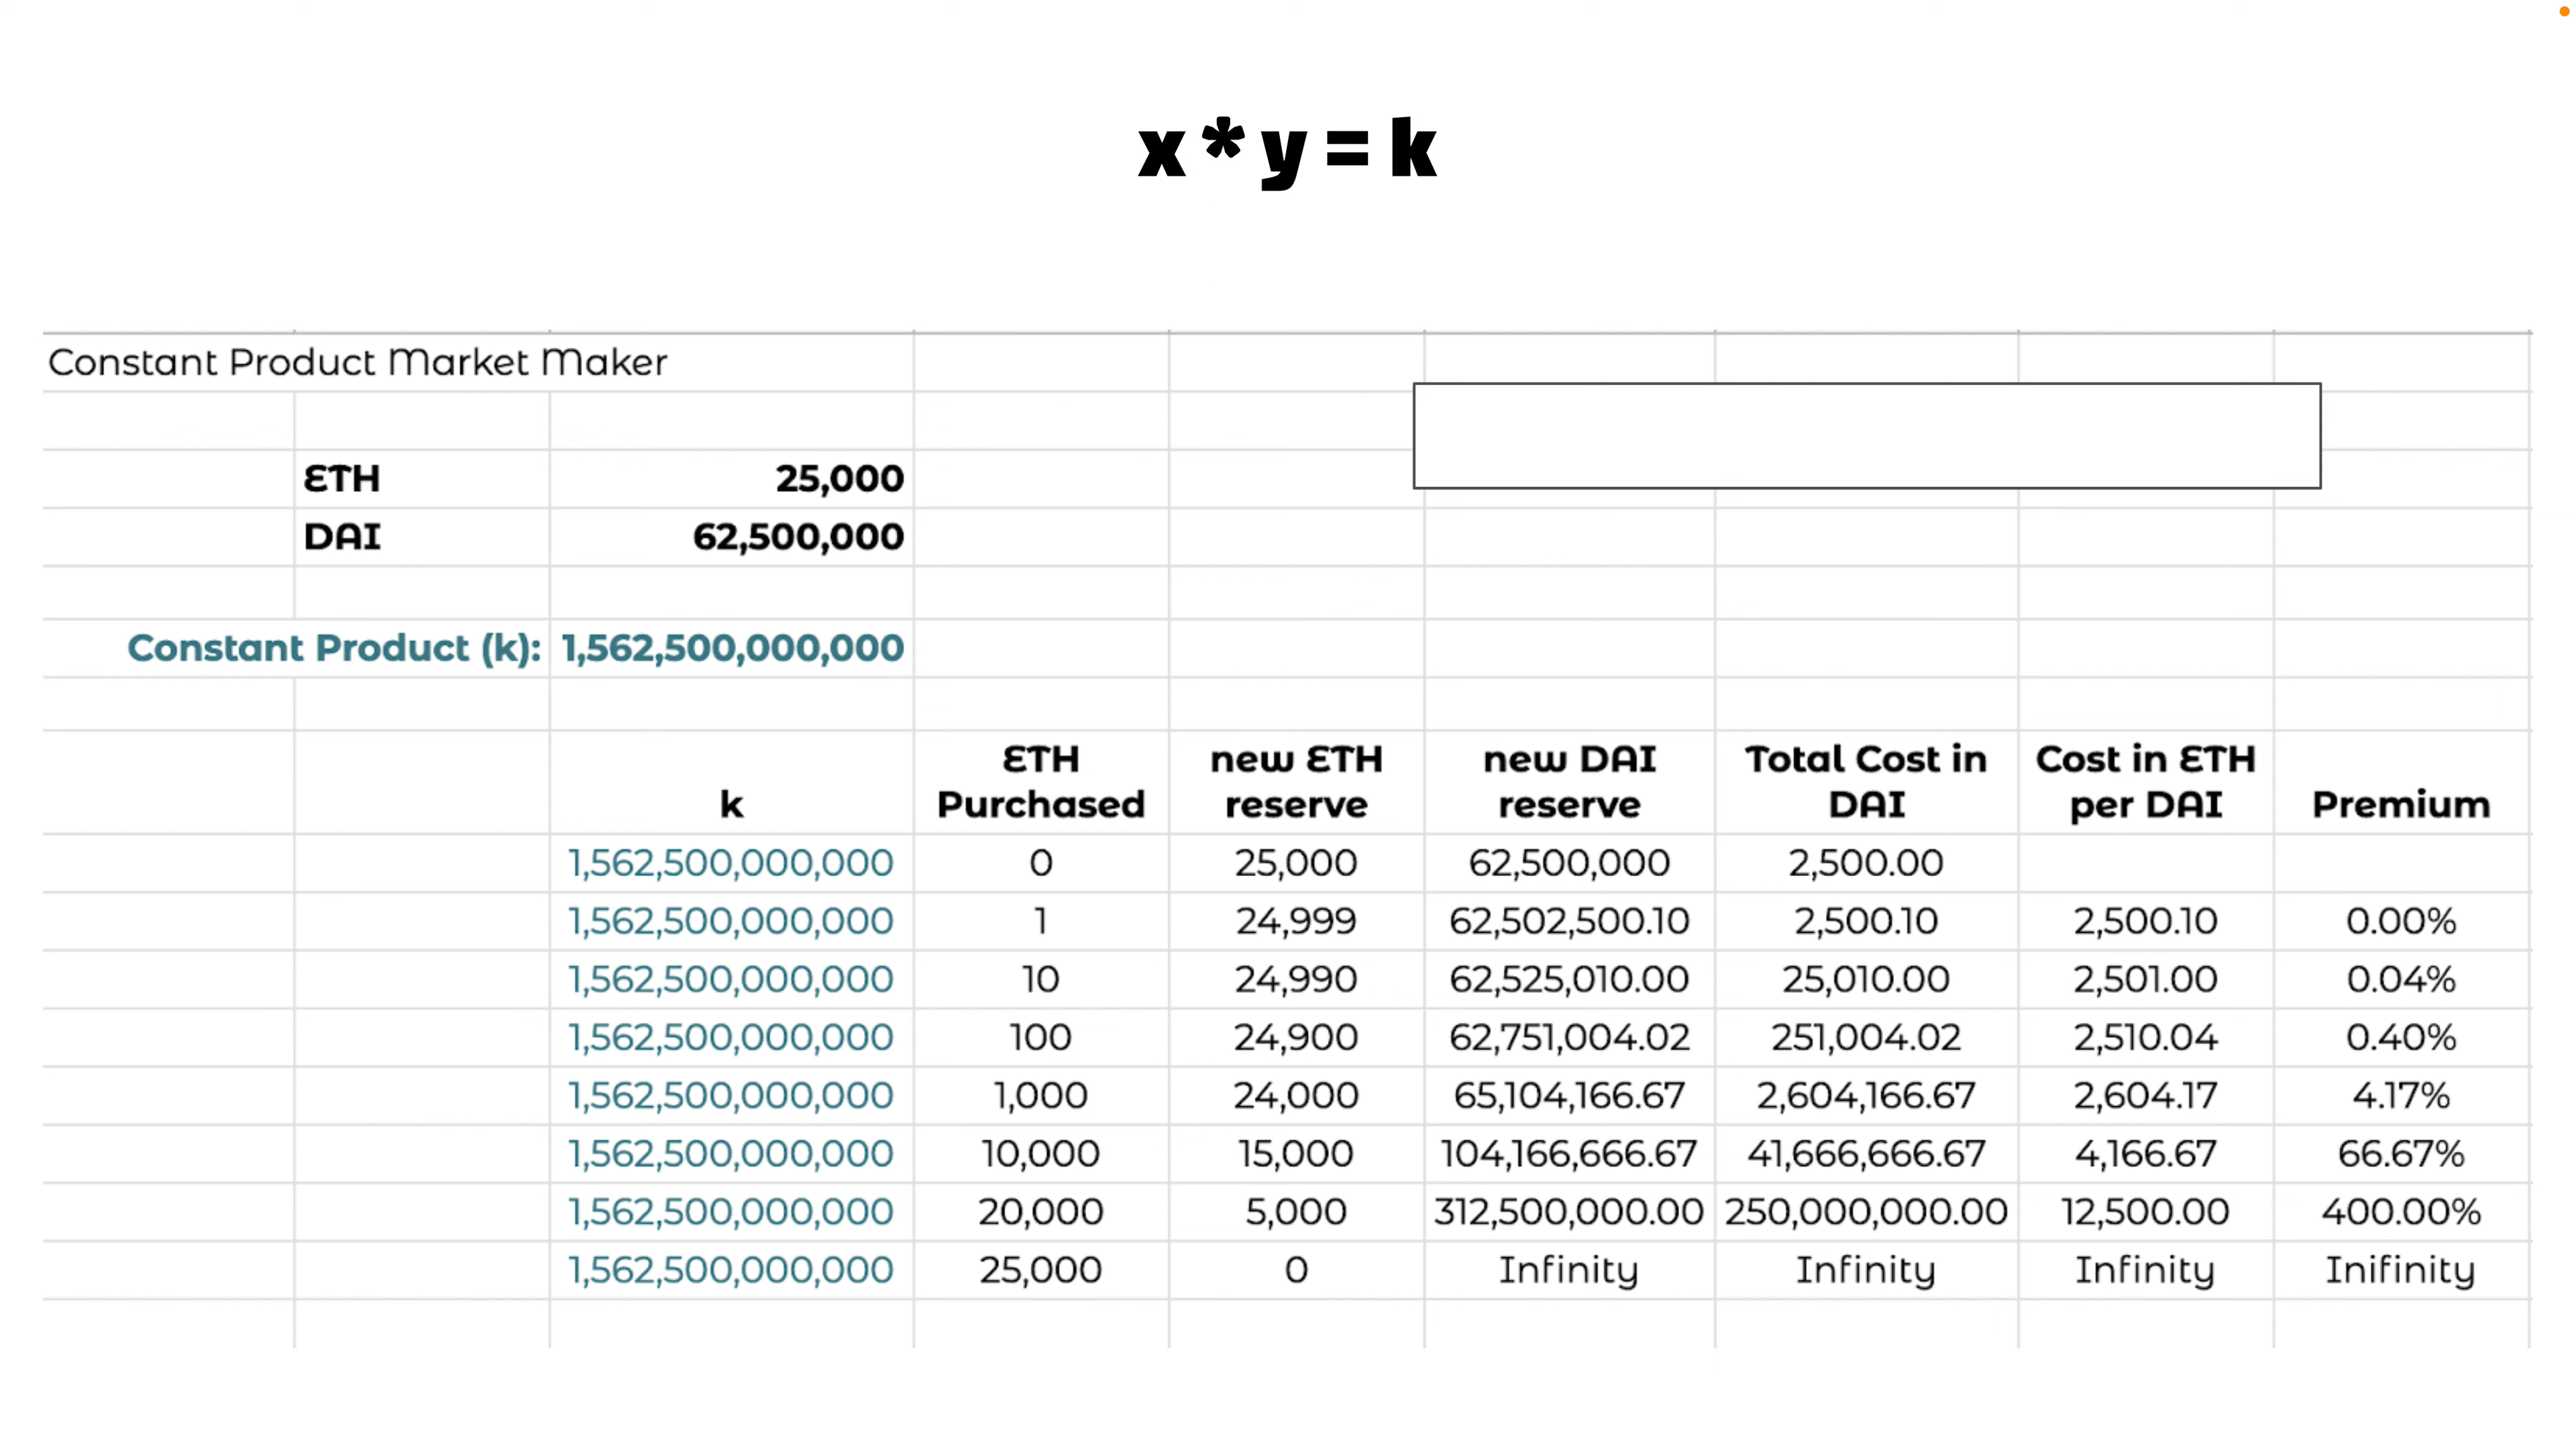 x * y = k
Constant Product Market Maker
ETH 25,000
DAI 62,500,000
Constant Product (k): 1,562,500,000,000
k ETH Purchased new ETH reserve new DAI reserve Total Cost in DAI Cost in ETH per DAI Premium
1,562,500,000,000 0 25,000 62,500,000 2,500.00
1,562,500,000,000 1 24,999 62,502,500.10 2,500.10 2,500.10 0.00%
1,562,500,000,000 10 24,990 62,525,010.00 25,010.00 2,501.00 0.04%
1,562,500,000,000 100 24,900 62,751,004.02 251,004.02 2,510.04 0.40%
1,562,500,000,000 1,000 24,000 65,104,166.67 2,604,166.67 2,604.17 4.17%
1,562,500,000,000 10,000 15,000 104,166,666.67 41,666,666.67 4,166.67 66.67%
1,562,500,000,000 20,000 5,000 312,500,000.00 250,000,000.00 12,500.00 400.00%
1,562,500,000,000 25,000 0 Infinity Infinity Infinity Inifinity